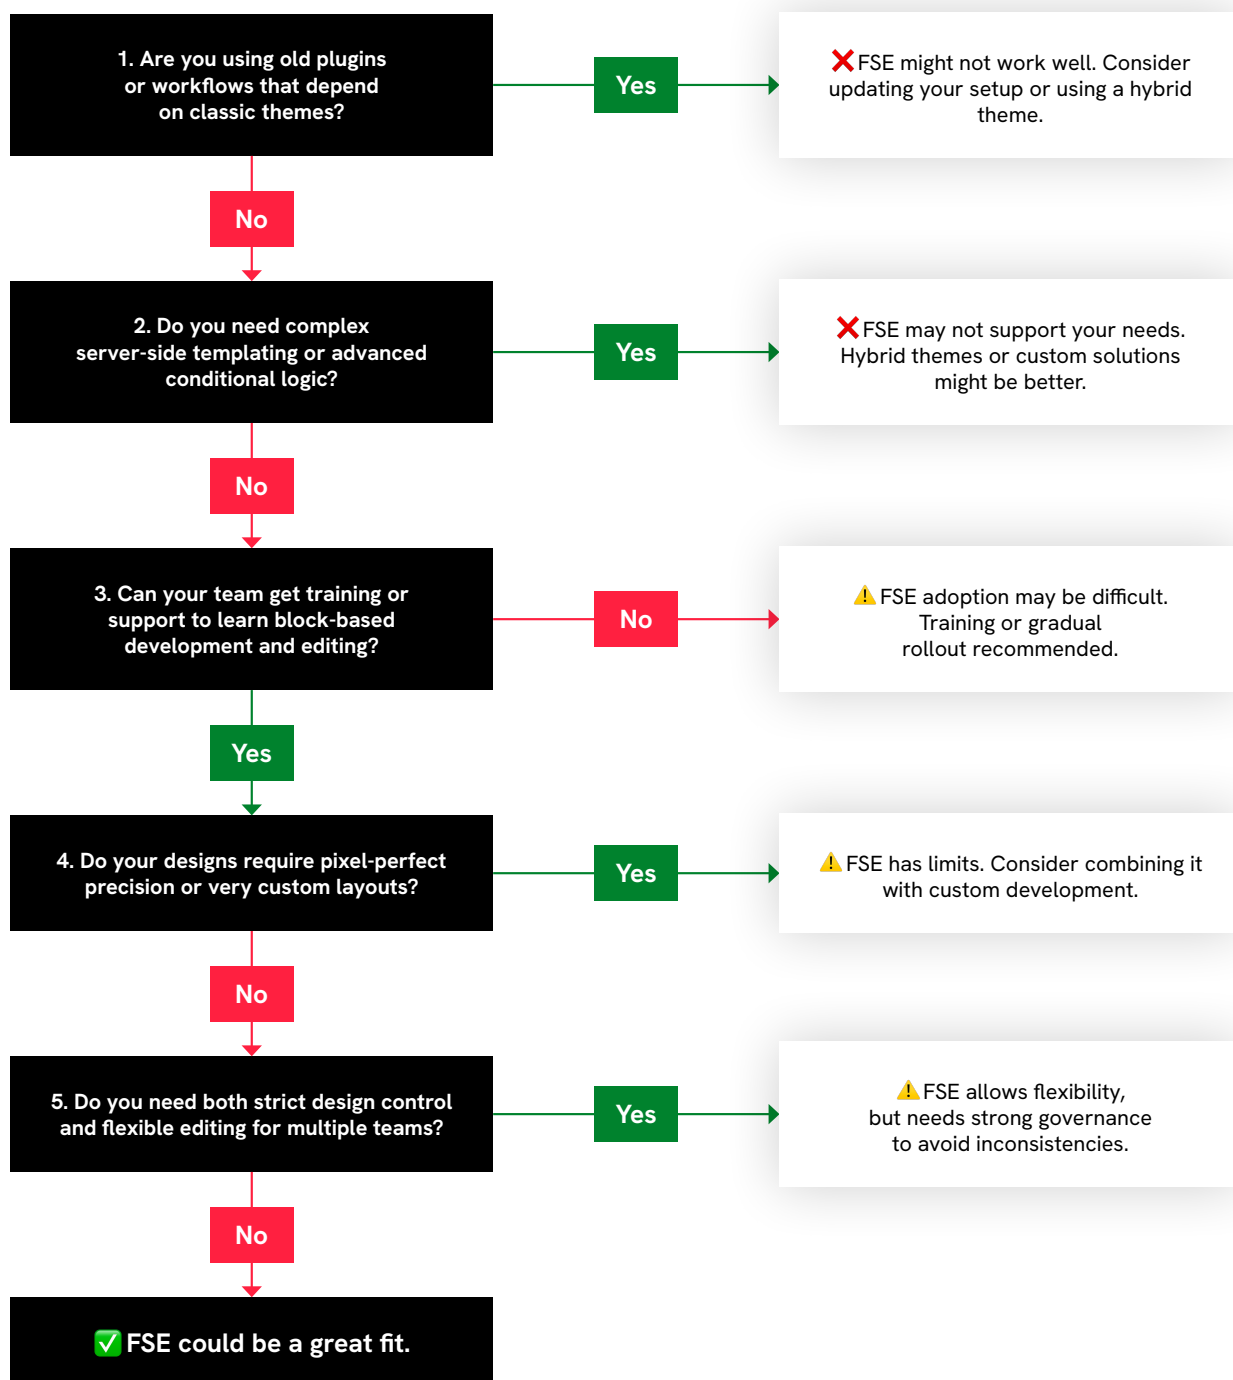 1. Are you using old plugins
or workflows that depend
on classic themes?
Yes
❌ FSE might not work well. Consider
updating your setup or using a hybrid
theme.
No
2. Do you need complex
server-side templating or advanced
conditional logic?
Yes
❌ FSE may not support your needs.
Hybrid themes or custom solutions
might be better.
No
3. Can your team get training or
support to learn block-based
development and editing?
No
⚠️ FSE adoption may be difficult.
Training or gradual
rollout recommended.
Yes
4. Do your designs require pixel-perfect
precision or very custom layouts?
Yes
⚠️ FSE has limits. Consider combining it
with custom development.
No
5. Do you need both strict design control
and flexible editing for multiple teams?
Yes
⚠️ FSE allows flexibility,
but needs strong governance
to avoid inconsistencies.
No
✅ FSE could be a great fit.